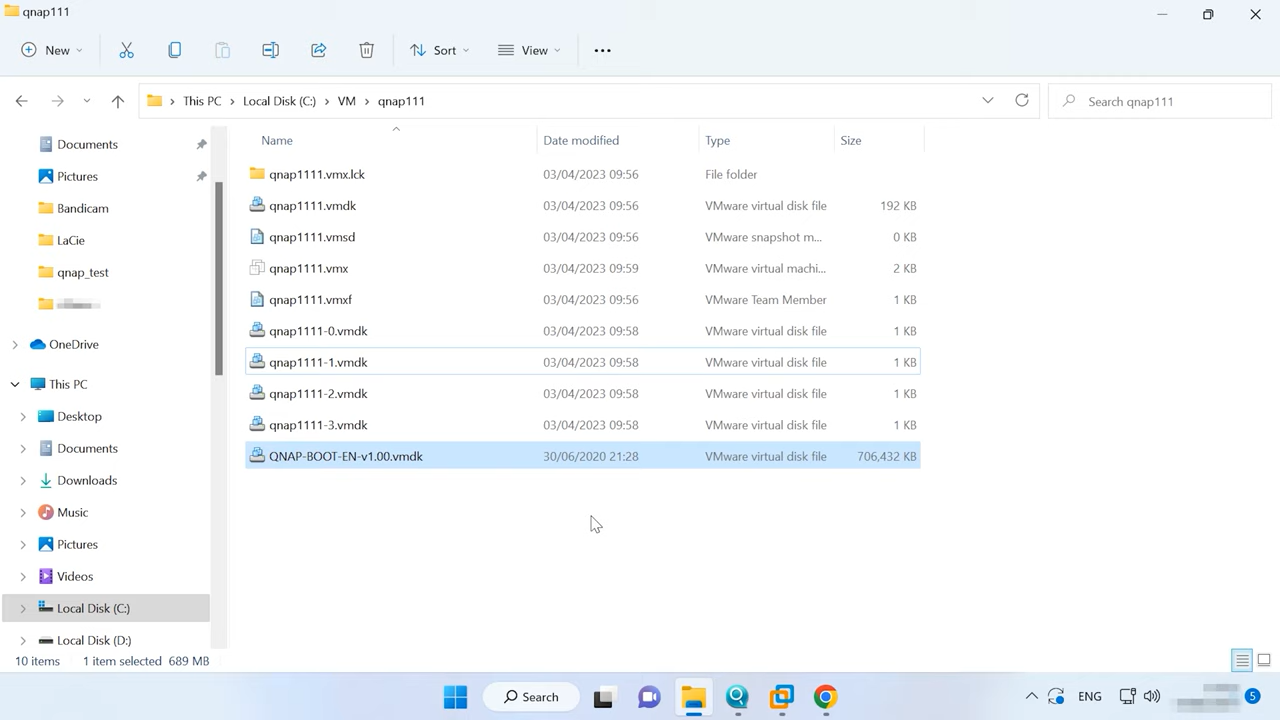 qnap111
New
Sort
View
This PC Local Disk (C:) VM qnap111
Search qnap111
Name Date modified Type Size
Documents
Pictures
Bandicam
LaCie
qnap_test
OneDrive
This PC
Desktop
Documents
Downloads
Music
Pictures
Videos
Local Disk (C:)
Local Disk (D:)
qnap1111.vmx.lck 03/04/2023 09:56 File folder
qnap1111.vmdk 03/04/2023 09:56 VMware virtual disk file 192 KB
qnap1111.vmsd 03/04/2023 09:56 VMware snapshot m... 0 KB
qnap1111.vmx 03/04/2023 09:59 VMware virtual machi... 2 KB
qnap1111.vmxf 03/04/2023 09:56 VMware Team Member 1 KB
qnap1111-0.vmdk 03/04/2023 09:58 VMware virtual disk file 1 KB
qnap1111-1.vmdk 03/04/2023 09:58 VMware virtual disk file 1 KB
qnap1111-2.vmdk 03/04/2023 09:58 VMware virtual disk file 1 KB
qnap1111-3.vmdk 03/04/2023 09:58 VMware virtual disk file 1 KB
QNAP-BOOT-EN-v1.00.vmdk 30/06/2020 21:28 VMware virtual disk file 706,432 KB
10 items 1 item selected 689 MB
Search
ENG
5